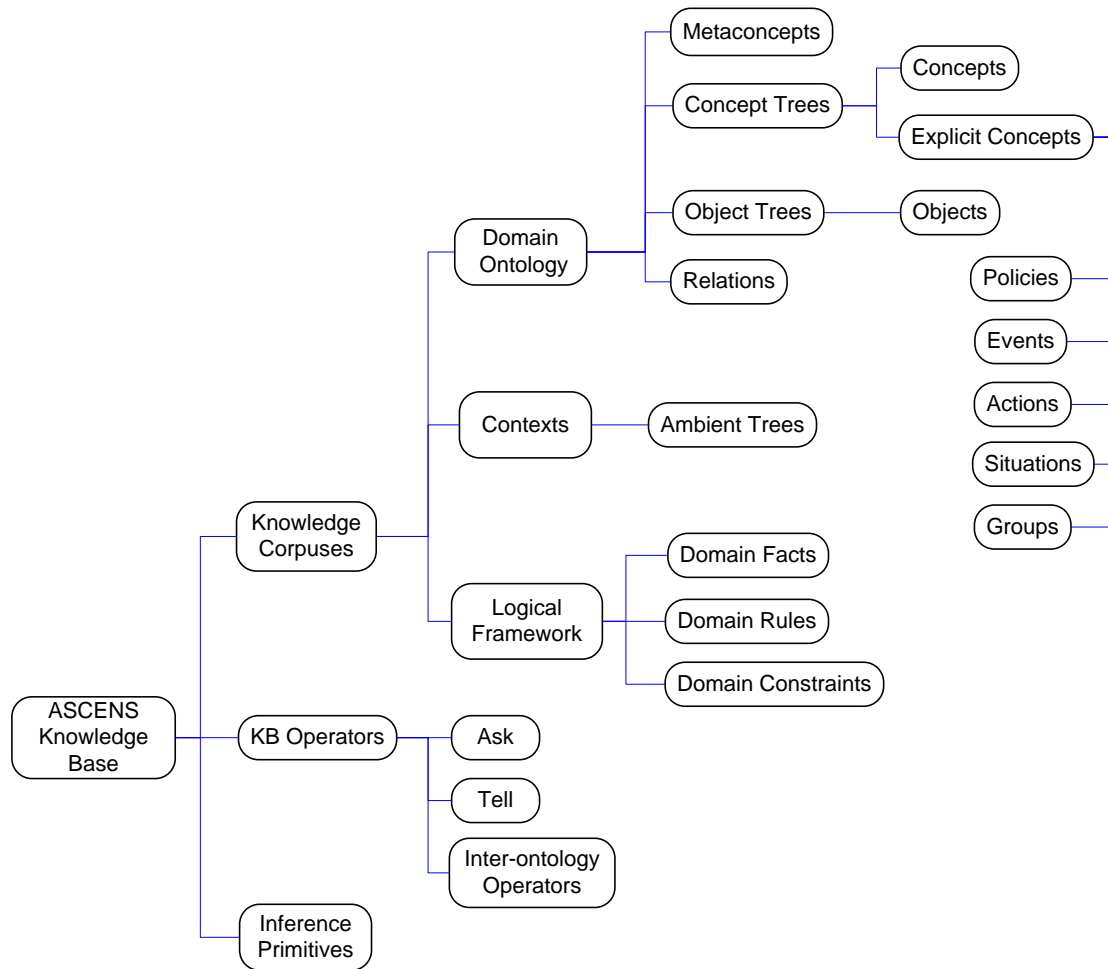 Metaconcepts
Concepts
Concept Trees
Explicit Concepts
Object Trees
Objects
Domain
Ontology
Relations
Policies
Events
Actions
Situations
Groups
Contexts
Ambient Trees
Knowledge
Corpuses
Domain Facts
Logical
Framework
Domain Rules
Domain Constraints
ASCENS
Knowledge
Base
KB Operators
Ask
Tell
Inter-ontology
Operators
Inference
Primitives